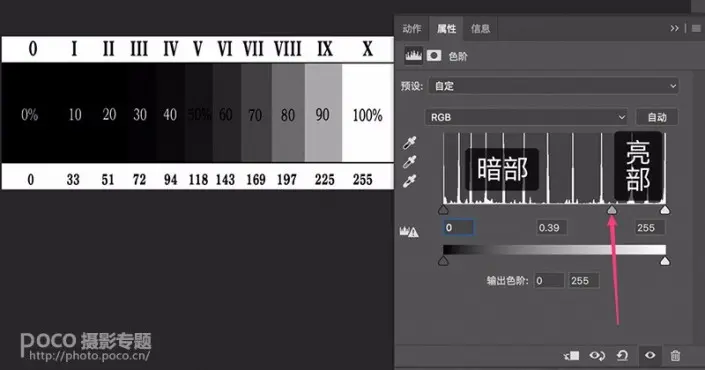 动作 属性 信息
色阶
预设: 自定
RGB 自动
0 I II III IV V VI VII VIII IX X
0% 10 20 30 40 50% 60 70 80 90 100%
0 33 51 72 94 118 143 169 197 225 255
暗部
亮部
0 0.39 255
输出色阶: 0 255
poco 摄影专题
http://photo.poco.cn/